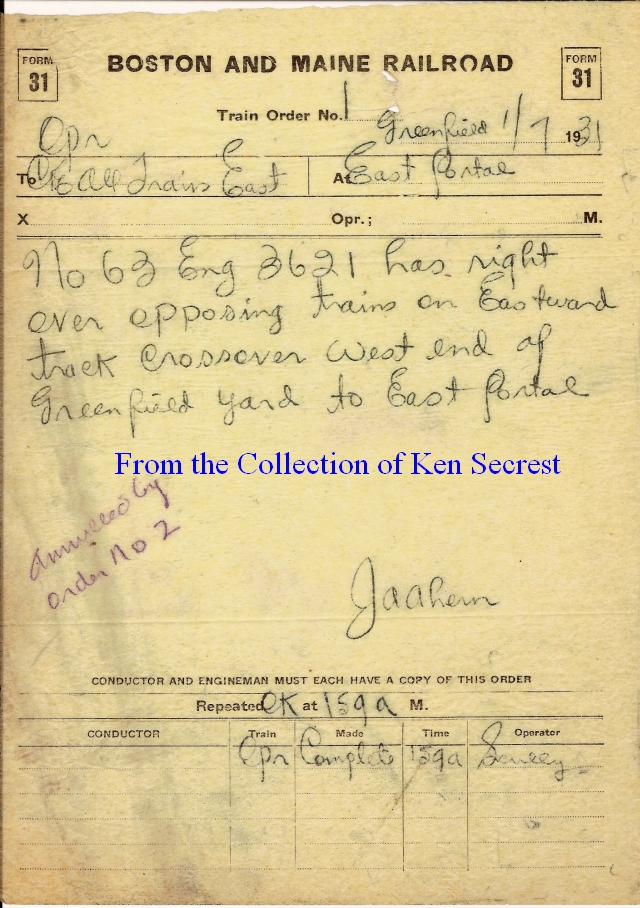 FORM 31
BOSTON AND MAINE RAILROAD
FORM 31
Train Order No. 1
Greenfield 1/7 1931
Opr
To C&E All Trains East At East Portal
X Opr.; M.
No 63 Eng 3621 has right
over opposing trains on Eastward
track Crossover West end of
Greenfield Yard to East Portal
From the Collection of Ken Secrest
Annulled by
order No 2
JAAhern
CONDUCTOR AND ENGINEMAN MUST EACH HAVE A COPY OF THIS ORDER
Repeated OK at 159a M.
CONDUCTOR Train Made Time Operator
Opr Complete 159a